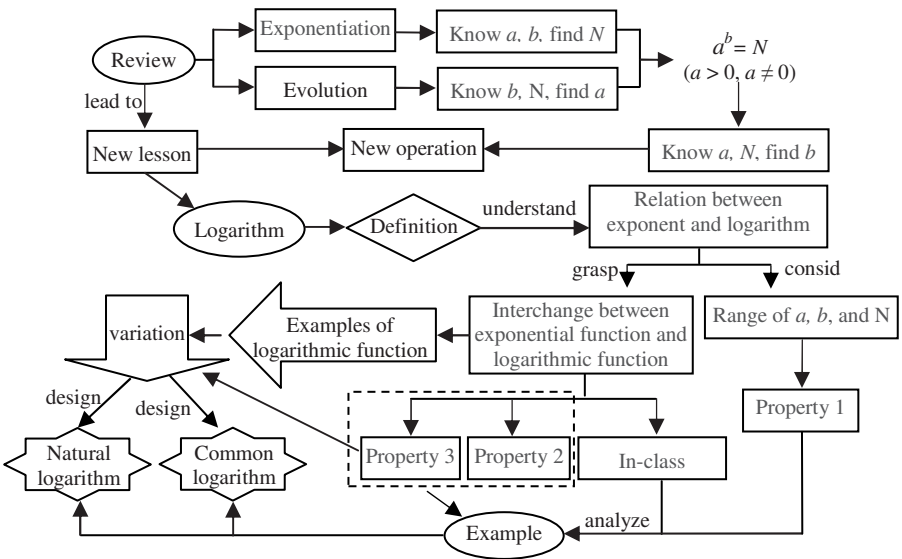 Exponentiation
Know a, b, find N
a^b = N
(a > 0, a ≠ 0)
Review
Evolution
Know b, N, find a
lead to
New lesson
New operation
Know a, N, find b
Logarithm
Definition
understand
Relation between
exponent and logarithm
grasp
consid
variation
Examples of
logarithmic function
Interchange between
exponential function and
logarithmic function
Range of a, b, and N
design
design
Property 1
Natural
logarithm
Common
logarithm
Property 3
Property 2
In-class
Example
analyze